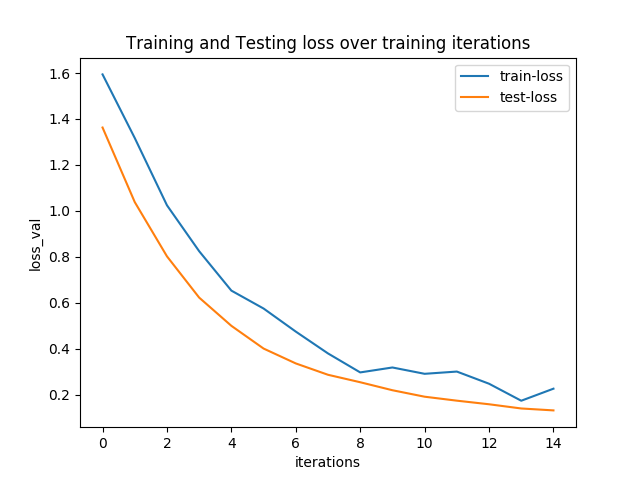 Training and Testing loss over training iterations
train-loss
test-loss
loss_val
1.6
1.4
1.2
1.0
0.8
0.6
0.4
0.2
0 2 4 6 8 10 12 14
iterations